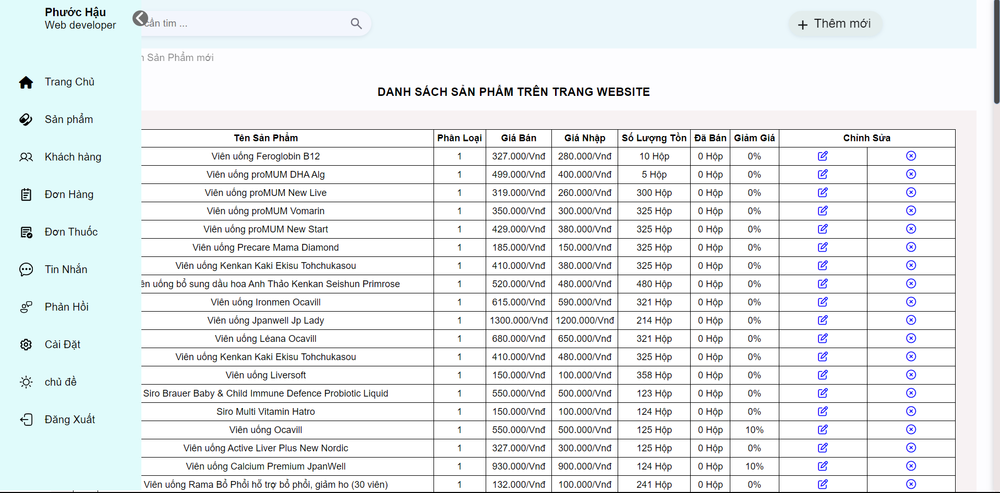 Phước Hậu
Web developer
cần tim ...
Thêm mới
Sản Phẩm mới
Trang Chủ
Sản phẩm
Khách hàng
Đơn Hàng
Đơn Thuốc
Tin Nhắn
Phản Hồi
Cài Đặt
chủ đề
Đăng Xuất
DANH SÁCH SẢN PHẨM TRÊN TRANG WEBSITE
Tên Sản Phẩm Phân Loại Giá Bán Giá Nhập Số Lượng Tồn Đã Bán Giảm Giá Chỉnh Sửa
Viên uống Feroglobin B12 1 327.000/Vnđ 280.000/Vnđ 10 Hộp 0 Hộp 0%
Viên uống proMUM DHA Alg 1 499.000/Vnđ 400.000/Vnđ 5 Hộp 0 Hộp 0%
Viên uống proMUM New Live 1 319.000/Vnđ 260.000/Vnđ 300 Hộp 0 Hộp 0%
Viên uống proMUM Vomarin 1 350.000/Vnđ 300.000/Vnđ 325 Hộp 0 Hộp 0%
Viên uống proMUM New Start 1 429.000/Vnđ 380.000/Vnđ 325 Hộp 0 Hộp 0%
Viên uống Precare Mama Diamond 1 185.000/Vnđ 150.000/Vnđ 325 Hộp 0 Hộp 0%
Viên uống Kenkan Kaki Ekisu Tohchukasou 1 410.000/Vnđ 380.000/Vnđ 325 Hộp 0 Hộp 0%
uống bổ sung dầu hoa Anh Thảo Kenkan Seishun Primrose 1 520.000/Vnđ 480.000/Vnđ 480 Hộp 0 Hộp 0%
Viên uống Ironmen Ocavill 1 615.000/Vnđ 590.000/Vnđ 321 Hộp 0 Hộp 0%
Viên uống Jpanwell Jp Lady 1 1300.000/Vnđ 1200.000/Vnđ 214 Hộp 0 Hộp 0%
Viên uống Léana Ocavill 1 680.000/Vnđ 650.000/Vnđ 321 Hộp 0 Hộp 0%
Viên uống Kenkan Kaki Ekisu Tohchukasou 1 410.000/Vnđ 480.000/Vnđ 325 Hộp 0 Hộp 0%
Viên uống Liversoft 1 150.000/Vnđ 100.000/Vnđ 358 Hộp 0 Hộp 0%
Siro Brauer Baby & Child Immune Defence Probiotic Liquid 1 550.000/Vnđ 500.000/Vnđ 123 Hộp 0 Hộp 0%
Siro Multi Vitamin Hatro 1 150.000/Vnđ 100.000/Vnđ 124 Hộp 0 Hộp 0%
Viên uống Ocavill 1 550.000/Vnđ 500.000/Vnđ 125 Hộp 0 Hộp 10%
Viên uống Active Liver Plus New Nordic 1 327.000/Vnđ 300.000/Vnđ 125 Hộp 0 Hộp 0%
Viên uống Calcium Premium JpanWell 1 930.000/Vnđ 900.000/Vnđ 124 Hộp 0 Hộp 10%
Viên uống Rama Bổ Phổi hỗ trợ bổ phổi, giảm ho (30 viên) 1 132.000/Vnđ 100.000/Vnđ 241 Hộp 0 Hộp 0%